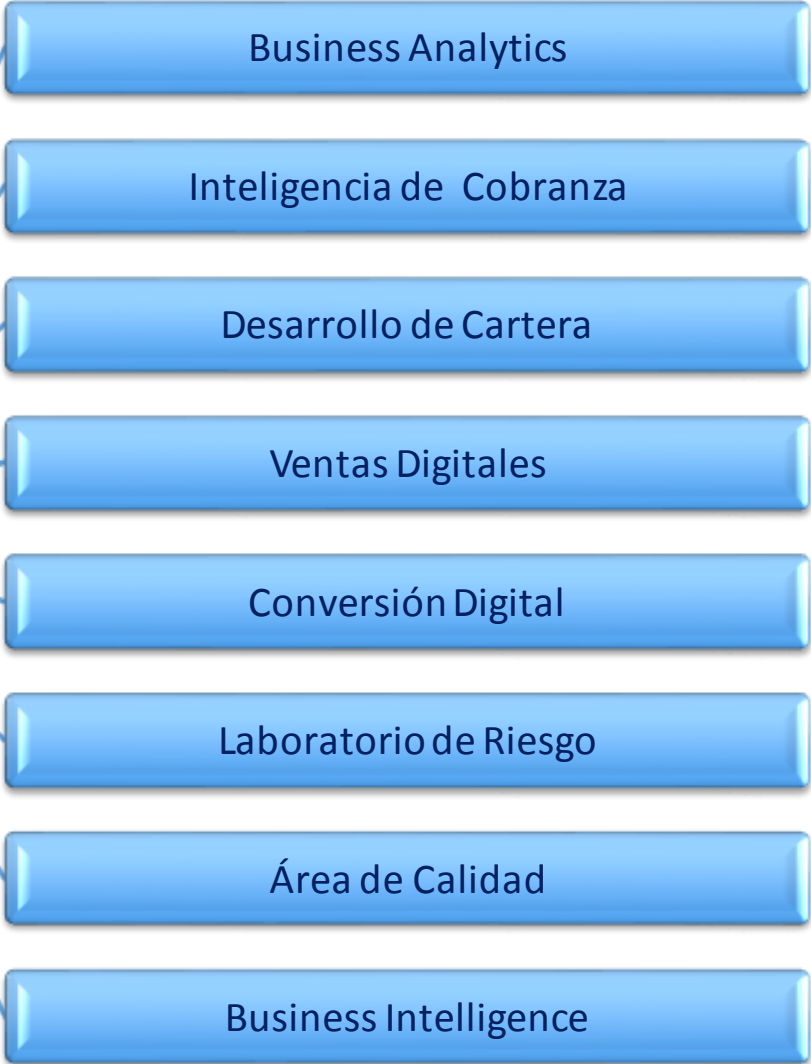 Business Analytics
Inteligencia de Cobranza
Desarrollo de Cartera
Ventas Digitales
Conversión Digital
Laboratorio de Riesgo
Área de Calidad
Business Intelligence